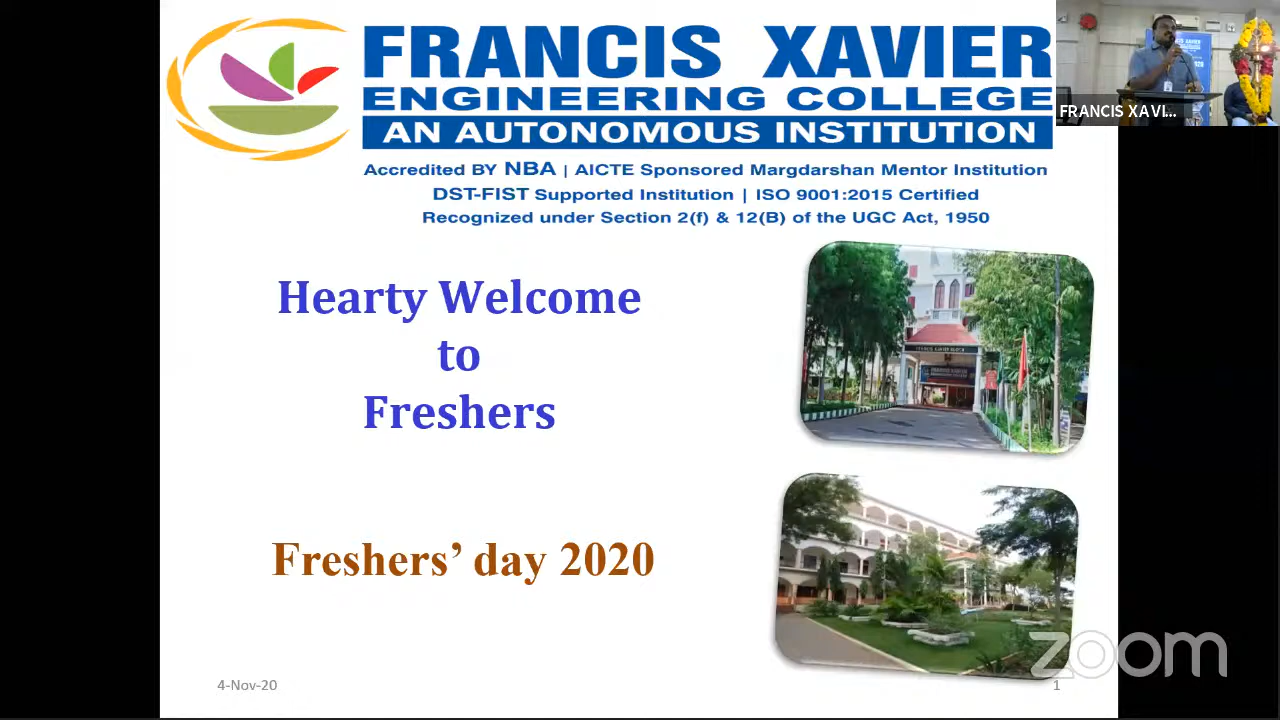 FRANCIS XAVIER
ENGINEERING COLLEGE
AN AUTONOMOUS INSTITUTION
Accredited BY NBA | AICTE Sponsored Margdarshan Mentor Institution
DST-FIST Supported Institution | ISO 9001:2015 Certified
Recognized under Section 2(f) & 12(B) of the UGC Act, 1950
FRANCIS XAVI...
Hearty Welcome
to
Freshers
Freshers’ day 2020
4-Nov-20
1
zoom